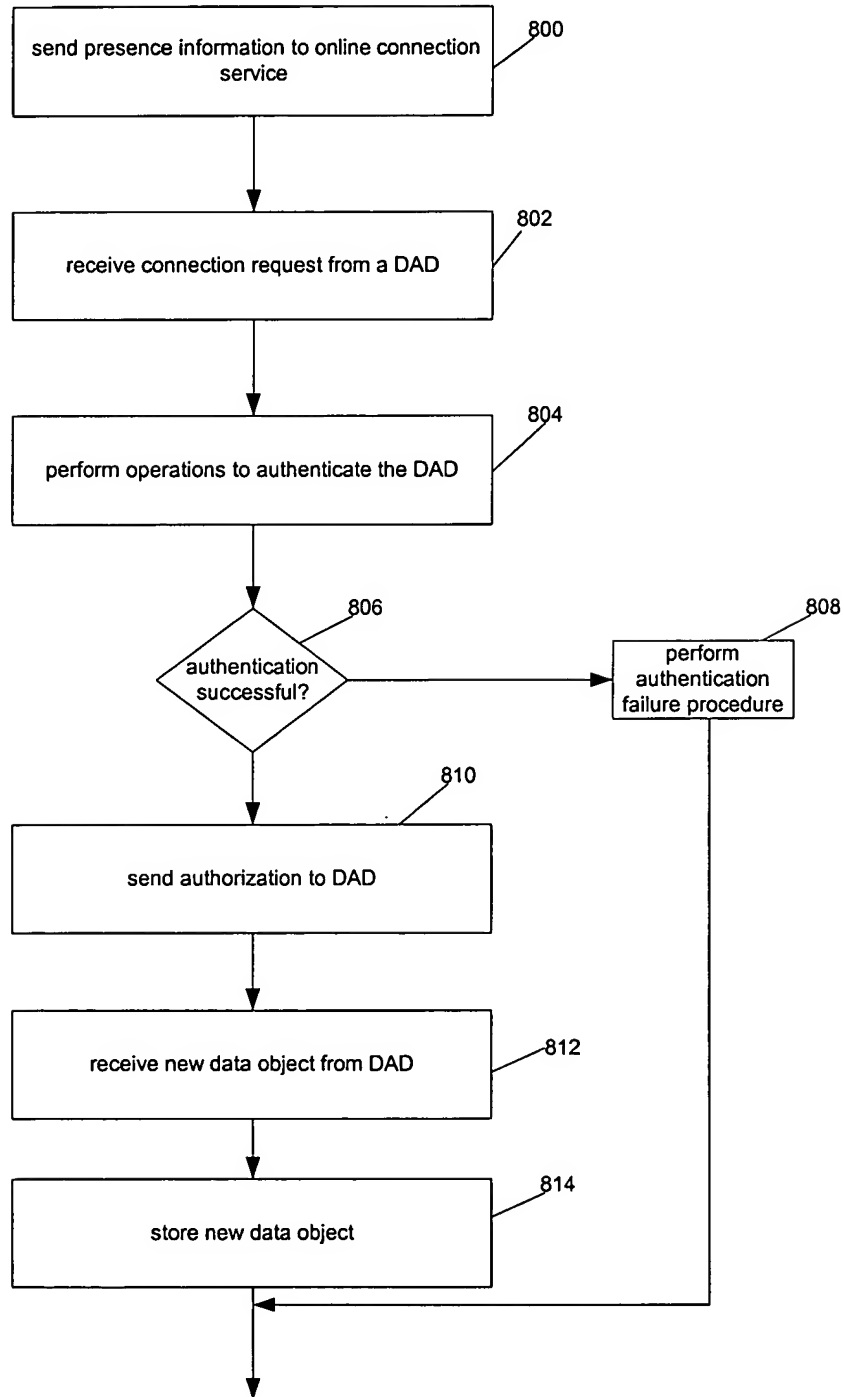 send presence information to online connection
service
800
receive connection request from a DAD
802
perform operations to authenticate the DAD
804
authentication
successful?
806
perform
authentication
failure procedure
808
send authorization to DAD
810
receive new data object from DAD
812
store new data object
814